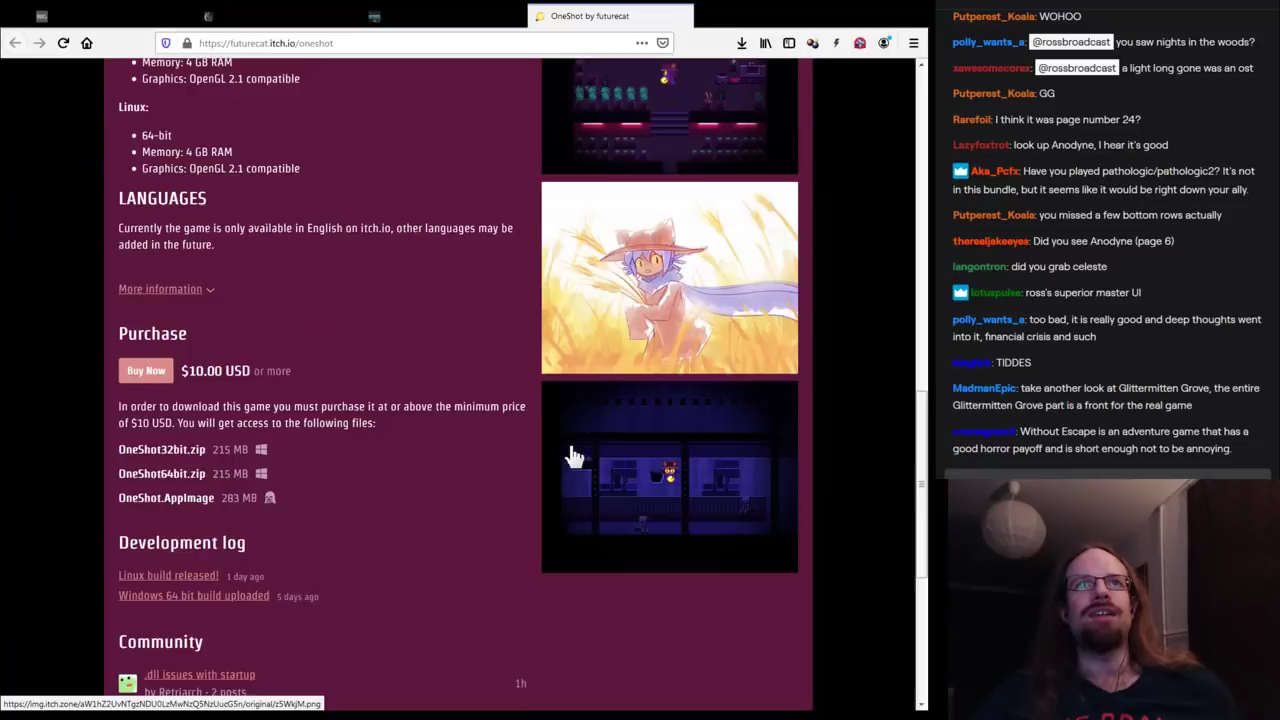 OneShot by futurecat
https://futurecat.itch.io/oneshot
• Memory: 4 GB RAM
• Graphics: OpenGL 2.1 compatible
Linux:
• 64-bit
• Memory: 4 GB RAM
• Graphics: OpenGL 2.1 compatible
LANGUAGES
Currently the game is only available in English on itch.io, other languages may be
added in the future.
More information
Purchase
Buy Now $10.00 USD or more
In order to download this game you must purchase it at or above the minimum price
of $10 USD. You will get access to the following files:
OneShot32bit.zip 215 MB
OneShot64bit.zip 215 MB
OneShot.AppImage 283 MB
Development log
Linux build released! 1 day ago
Windows 64 bit build uploaded 5 days ago
Community
.dll issues with startup
by Retriarch · 2 posts
1h
Putperest_Koala: WOHOO
polly_wants_a: @rossbroadcast you saw nights in the woods?
xawesomecorex: @rossbroadcast a light long gone was an ost
Putperest_Koala: GG
Rarefoil: I think it was page number 24?
Lazyfoxtrot: look up Anodyne, I hear it's good
Aka_Pcfx: Have you played pathologic/pathologic2? It's not
in this bundle, but it seems like it would be right down your ally.
Putperest_Koala: you missed a few bottom rows actually
therealjakeeyes: Did you see Anodyne (page 6)
langontron: did you grab celeste
lotuspulse: ross's superior master UI
polly_wants_a: too bad, it is really good and deep thoughts went
into it, financial crisis and such
TIDDES
MadmanEpic: take another look at Glittermitten Grove, the entire
Glittermitten Grove part is a front for the real game
Without Escape is an adventure game that has a
good horror payoff and is short enough not to be annoying.